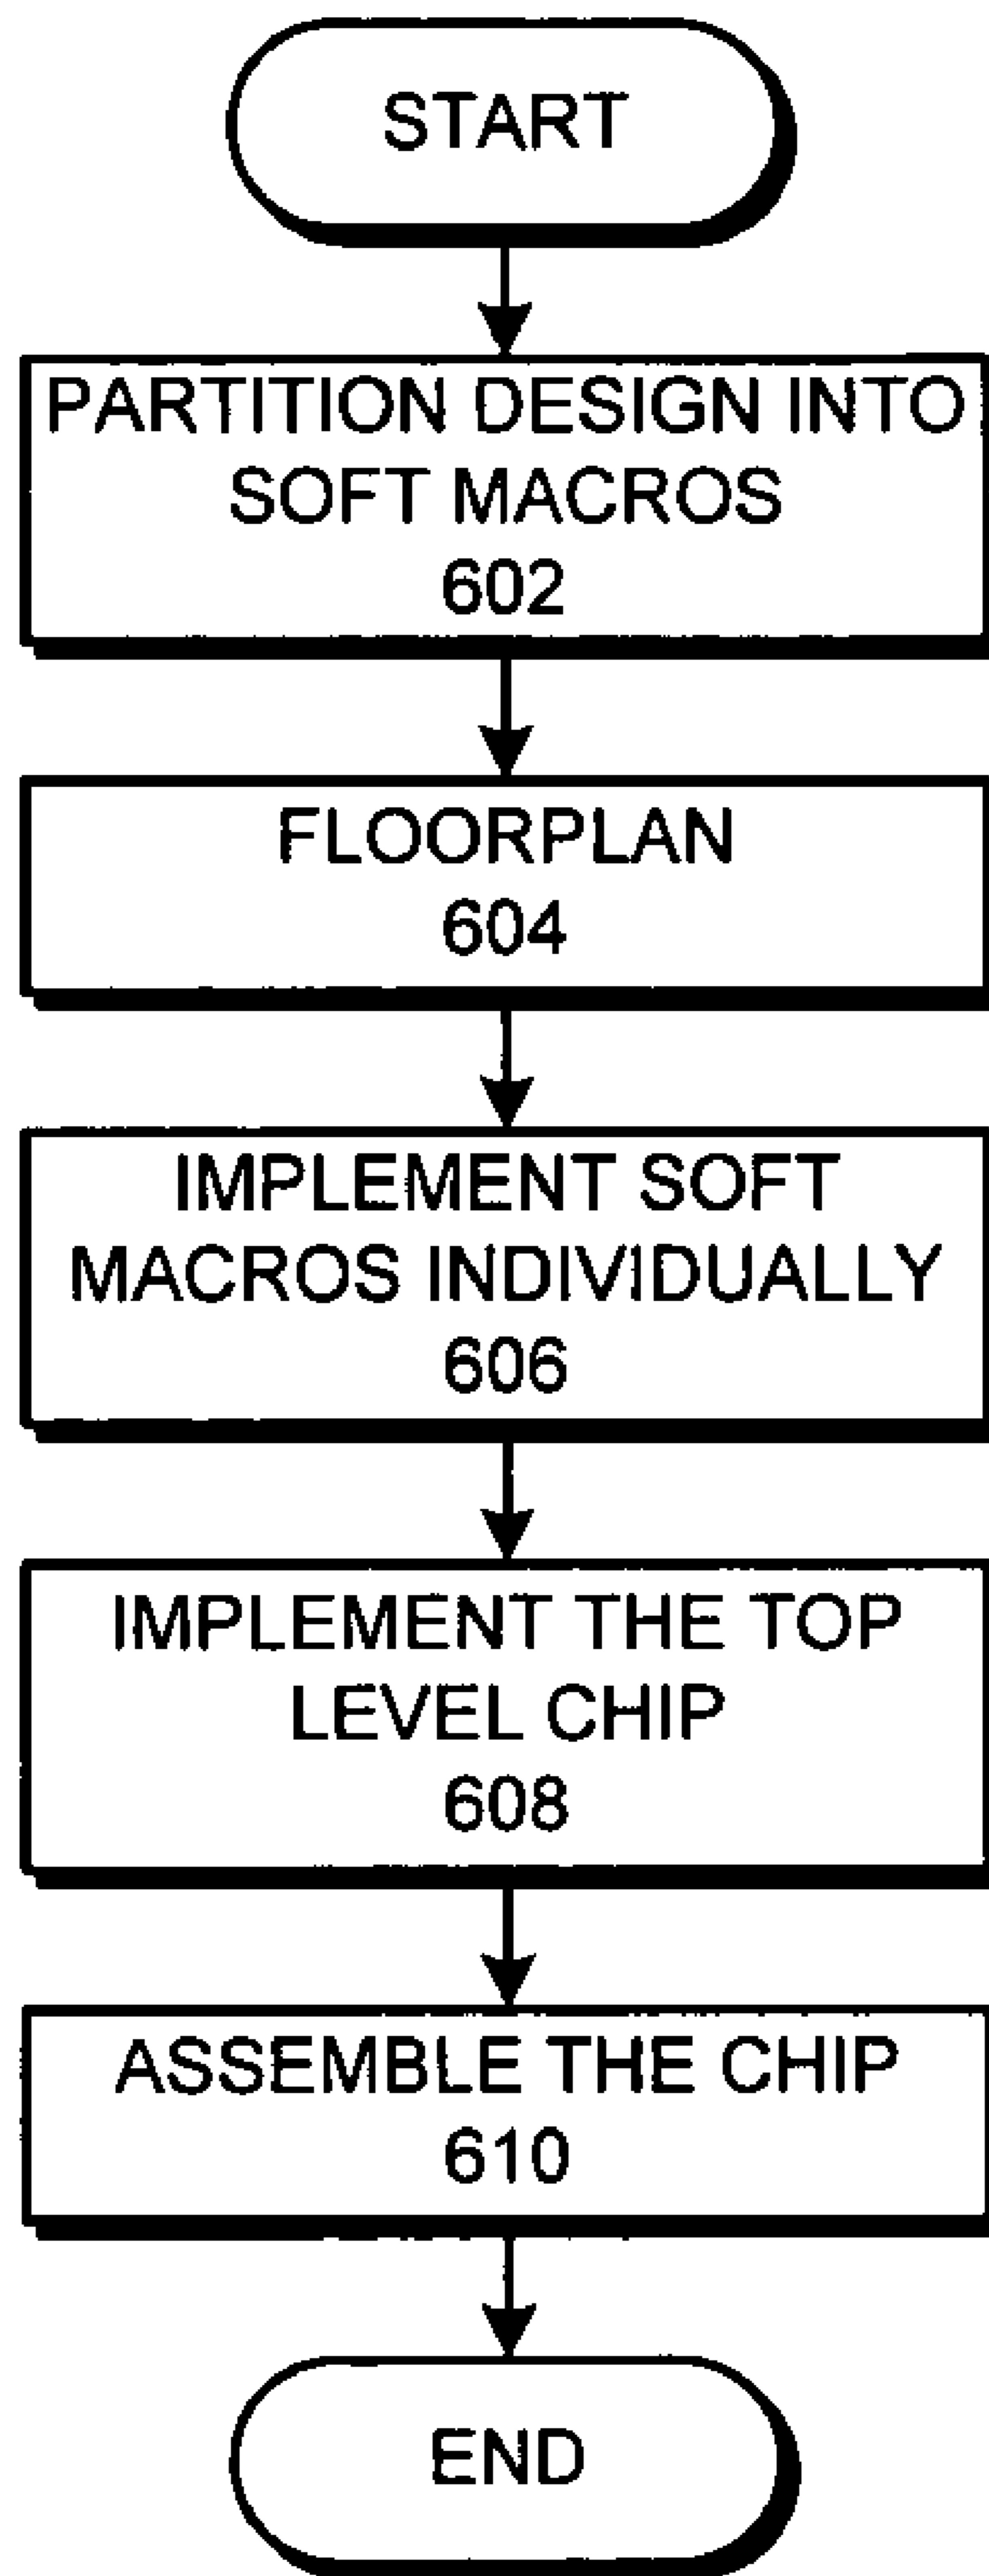 START
PARTITION DESIGN INTO
SOFT MACROS
602
FLOORPLAN
604
IMPLEMENT SOFT
MACROS INDIVIDUALLY
606
IMPLEMENT THE TOP
LEVEL CHIP
608
ASSEMBLE THE CHIP
610
END